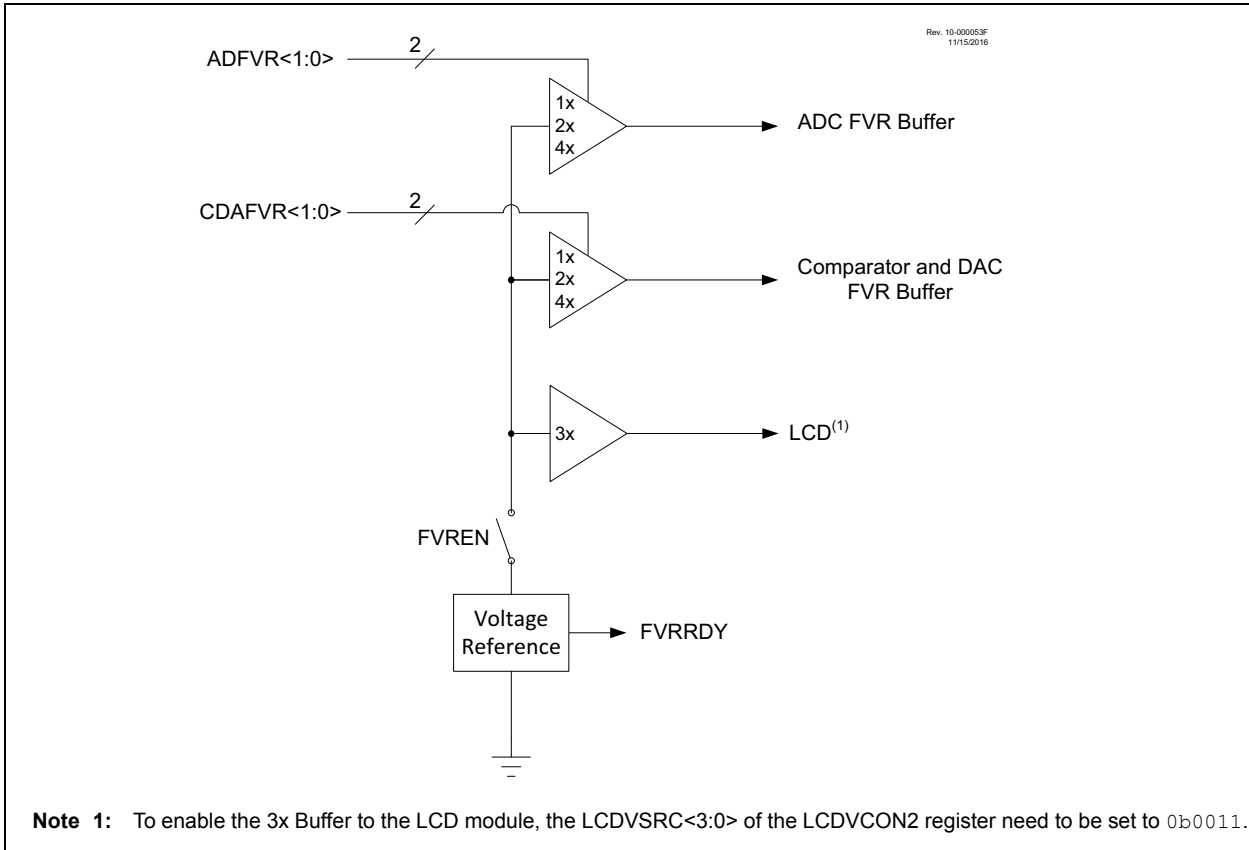 Rev. 10-000053F
11/15/2016
ADFVR<1:0>
2
1x
2x
4x
ADC FVR Buffer
CDAFVR<1:0>
2
1x
2x
4x
Comparator and DAC
FVR Buffer
3x
LCD(1)
FVREN
Voltage
Reference
FVRRDY
Note 1: To enable the 3x Buffer to the LCD module, the LCDVSRC<3:0> of the LCDVCON2 register need to be set to 0b0011.